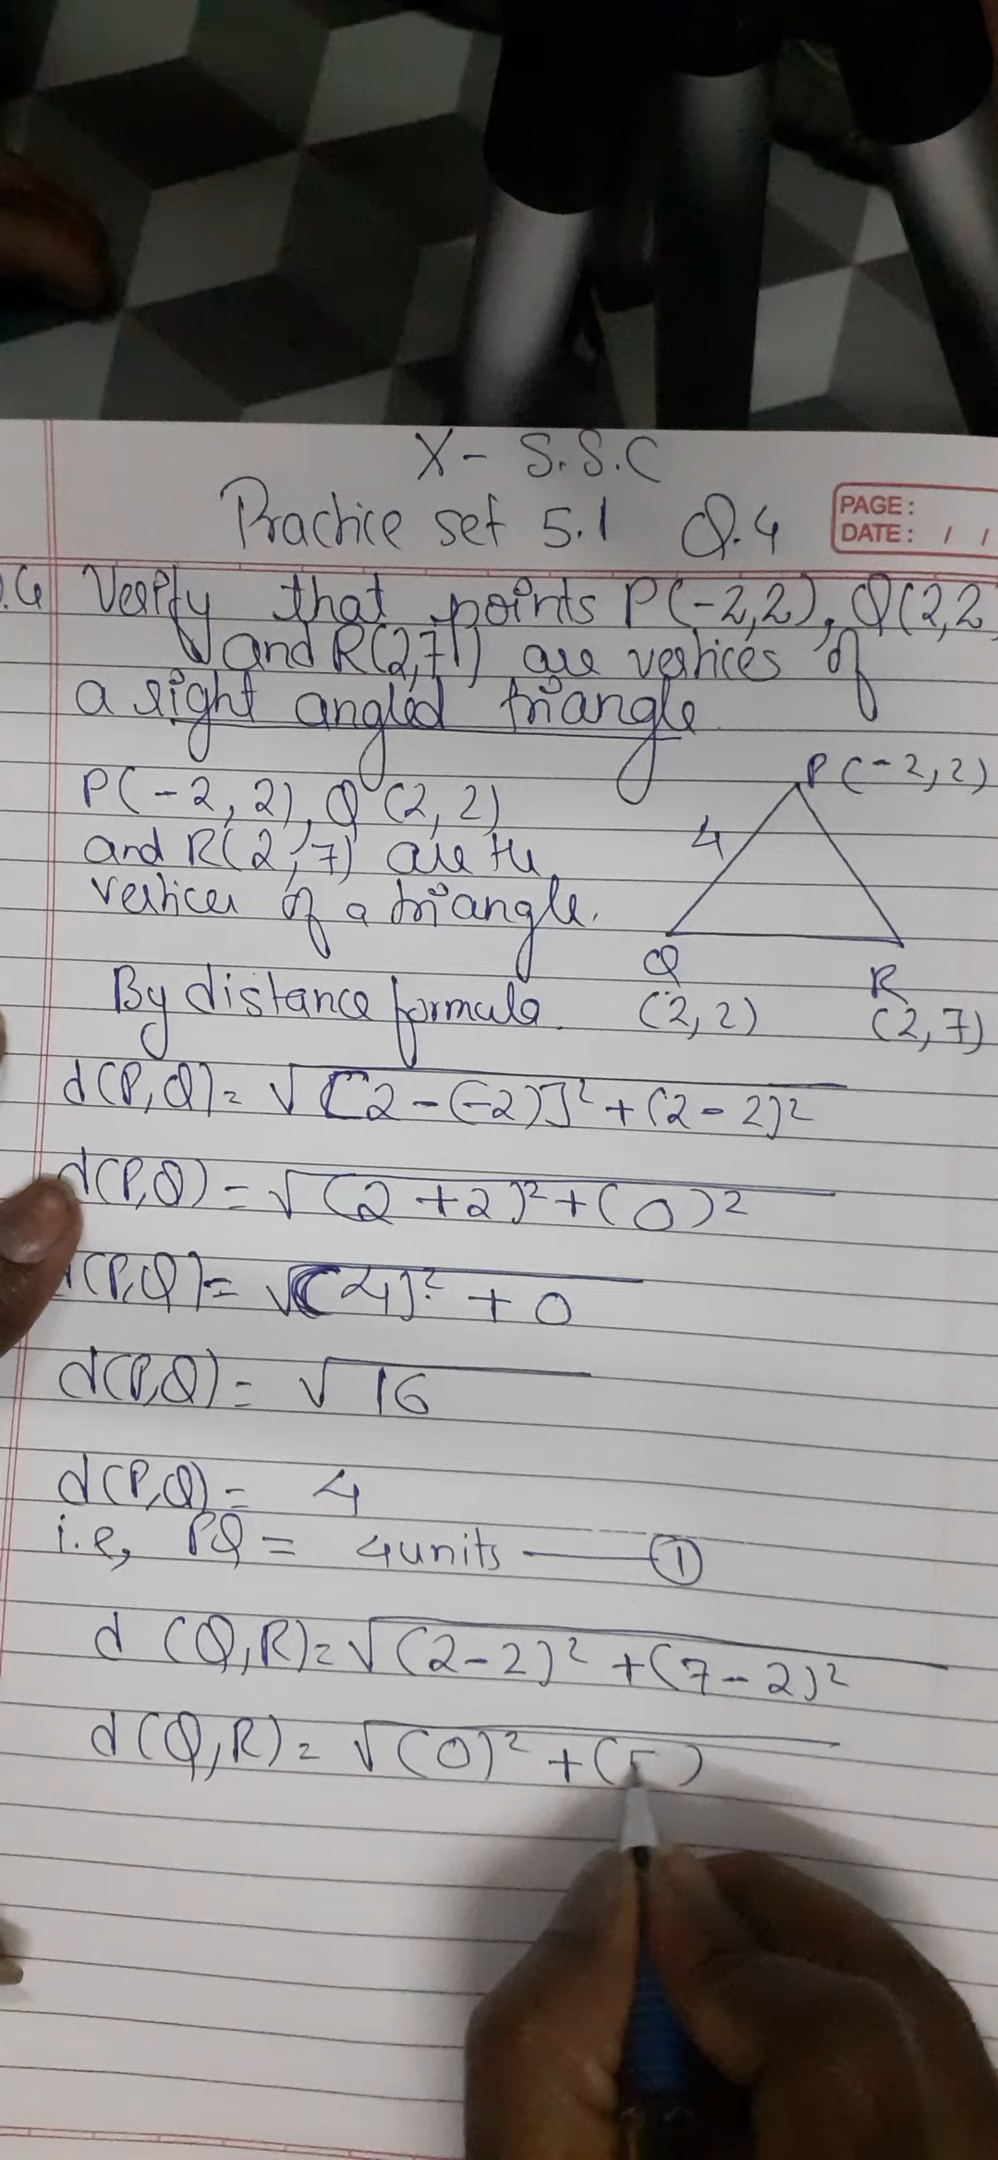 X- S.S.C
Practice set 5.1 Q.4
PAGE:
DATE: / /
.4 Verify that points P(-2,2), Q(2,2
and R(2,7) are vertices of
a right angled triangle
P(-2,2)
P(-2,2), Q(2,2)
and R(2,7) are the
vertices of a triangle.
4
Q
R
(2,2)
(2,7)
By distance formula
d(P,Q)= √[2-(-2)]²+(2-2)²
d(P,Q)=√(2+2)²+(0)²
(P,Q)= √(4)²+0
d(P,Q)= √16
d(P,Q)= 4
i.e, PQ= 4units —①
d(Q,R)=√(2-2)²+(7-2)²
d(Q,R)=√(0)²+(5)